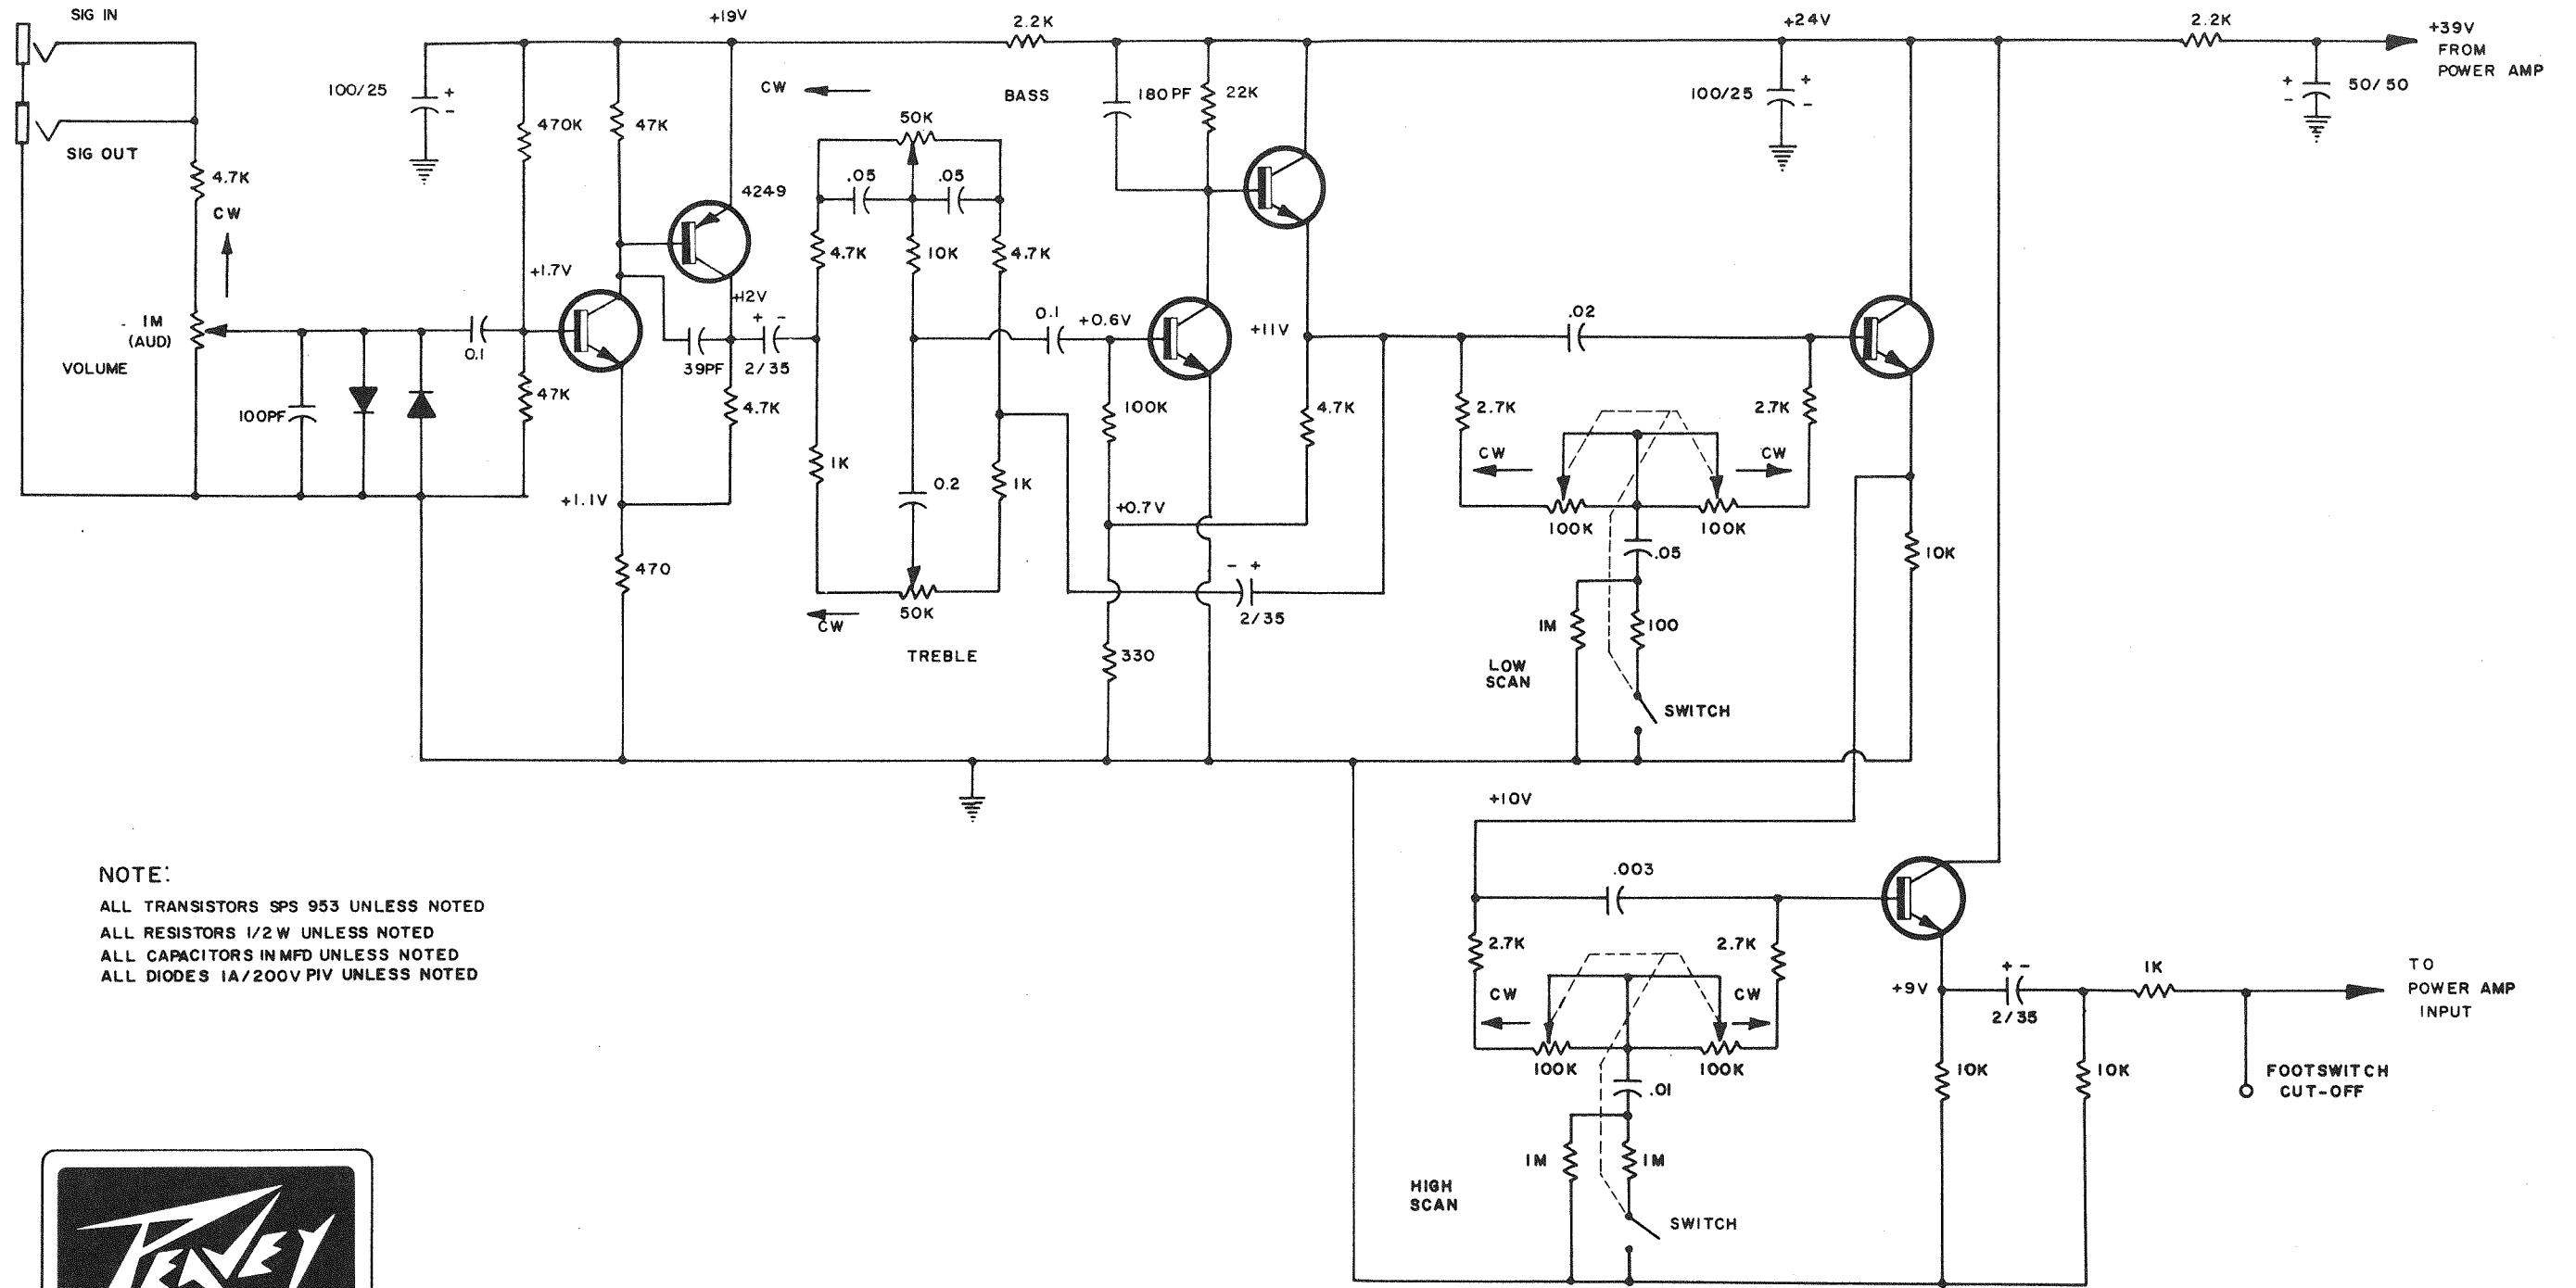 SIG IN
+19V
2.2K
+24V
2.2K
+39V
FROM
POWER AMP
100/25
+
-
470K
47K
CW
BASS
180PF
22K
100/25
+
-
+
-
50/50
SIG OUT
50K
4.7K
CW
4249
.05
.05
4.7K
10K
4.7K
+1.7V
+12V
1M
(AUD)
VOLUME
0.1
39PF
+ -
2/35
0.1
+0.6V
+11V
.02
100PF
47K
4.7K
100K
4.7K
2.7K
2.7K
CW
CW
1K
0.2
1K
+1.1V
+0.7V
100K
100K
.05
10K
470
50K
CW
- +
2/35
TREBLE
330
1M
100
LOW
SCAN
SWITCH
+10V
NOTE:
ALL TRANSISTORS SPS 953 UNLESS NOTED
ALL RESISTORS 1/2 W UNLESS NOTED
ALL CAPACITORS IN MFD UNLESS NOTED
ALL DIODES 1A/200V PIV UNLESS NOTED
.003
2.7K
2.7K
CW
CW
+9V
+ -
2/35
1K
TO
POWER AMP
INPUT
100K
100K
.01
10K
10K
FOOTSWITCH
CUT-OFF
1M
1M
HIGH
SCAN
SWITCH
PEAVEY